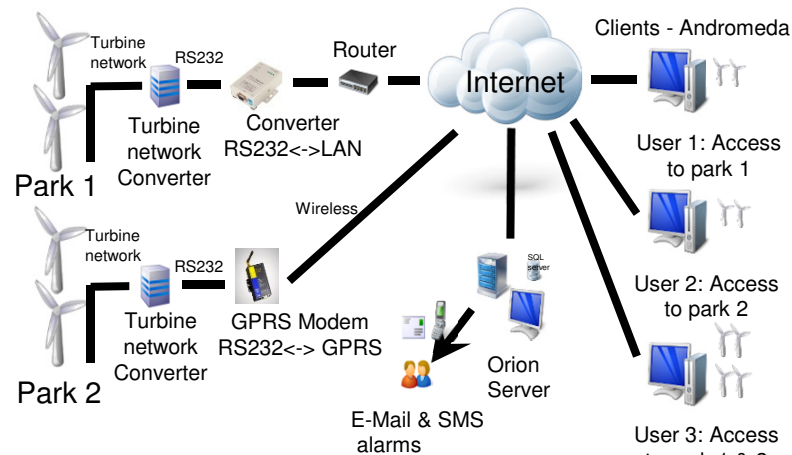 Turbine
network
RS232
Router
Internet
Clients - Andromeda
Turbine
network
Converter
Converter
RS232<->LAN
User 1: Access
to park 1
Park 1
Wireless
Turbine
network
RS232
SQL
server
User 2: Access
to park 2
Turbine
network
Converter
GPRS Modem
RS232<-> GPRS
Orion
Server
Park 2
E-Mail & SMS
alarms
User 3: Access